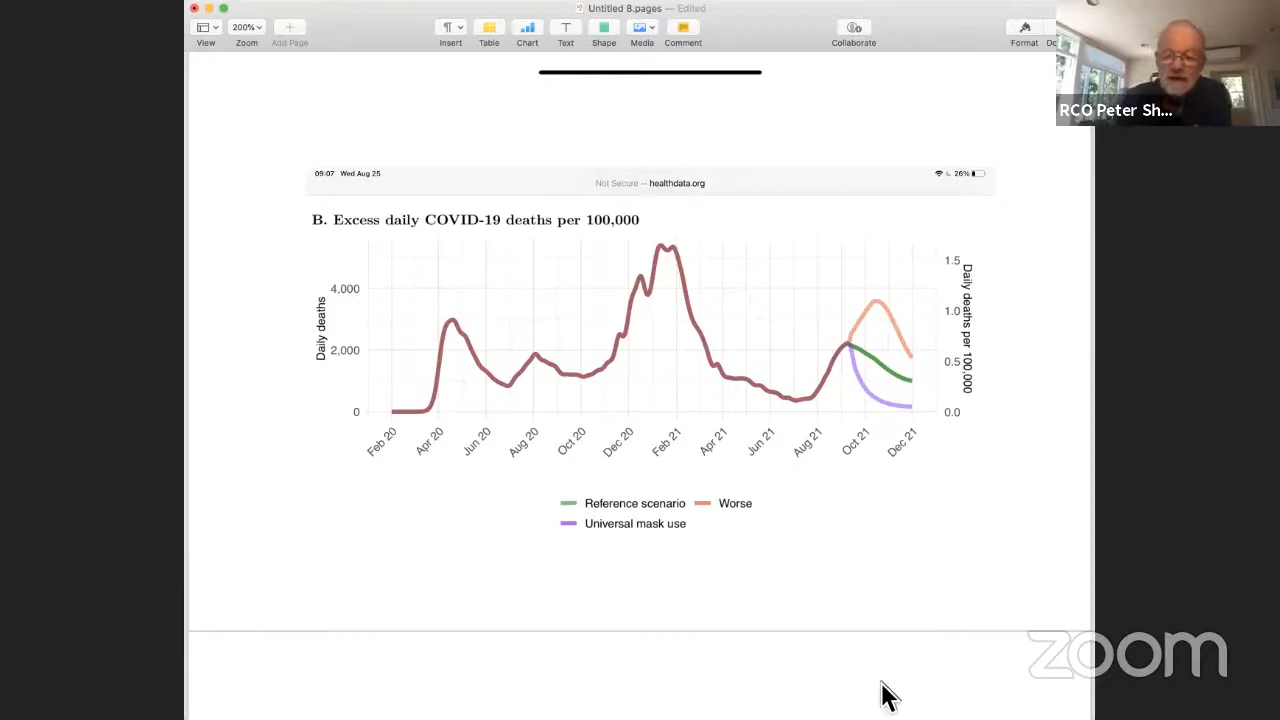 Untitled 8.pages — Edited
200%
View
Zoom
Add Page
Insert
Table
Chart
Text
Shape
Media
Comment
Collaborate
Format
Do
RCO Peter Sh...
09:07 Wed Aug 25
Not Secure — healthdata.org
26%
B. Excess daily COVID-19 deaths per 100,000
Daily deaths
4,000
2,000
0
1.5
1.0
0.5
0.0
Daily deaths per 100,000
Feb 20
Apr 20
Jun 20
Aug 20
Oct 20
Dec 20
Feb 21
Apr 21
Jun 21
Aug 21
Oct 21
Dec 21
Reference scenario
Worse
Universal mask use
zoom